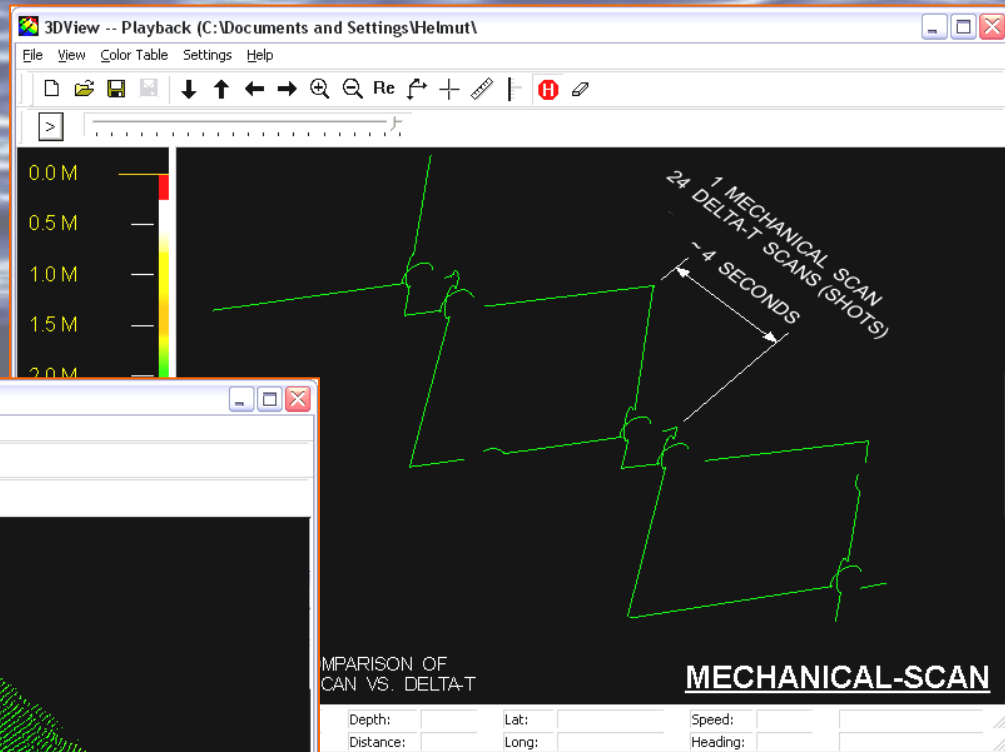 3DView -- Playback (C:\Documents and Settings\Helmut\
File View Color Table Settings Help
Re H
>
0.0 M
0.5 M
1.0 M
1.5 M
2.0 M
1 MECHANICAL SCAN
24 DELTA-T SCANS (SHOTS)
~ 4 SECONDS
MPARISON OF
CAN VS. DELTA-T
MECHANICAL-SCAN
Depth: Lat: Speed:
Distance: Long: Heading: